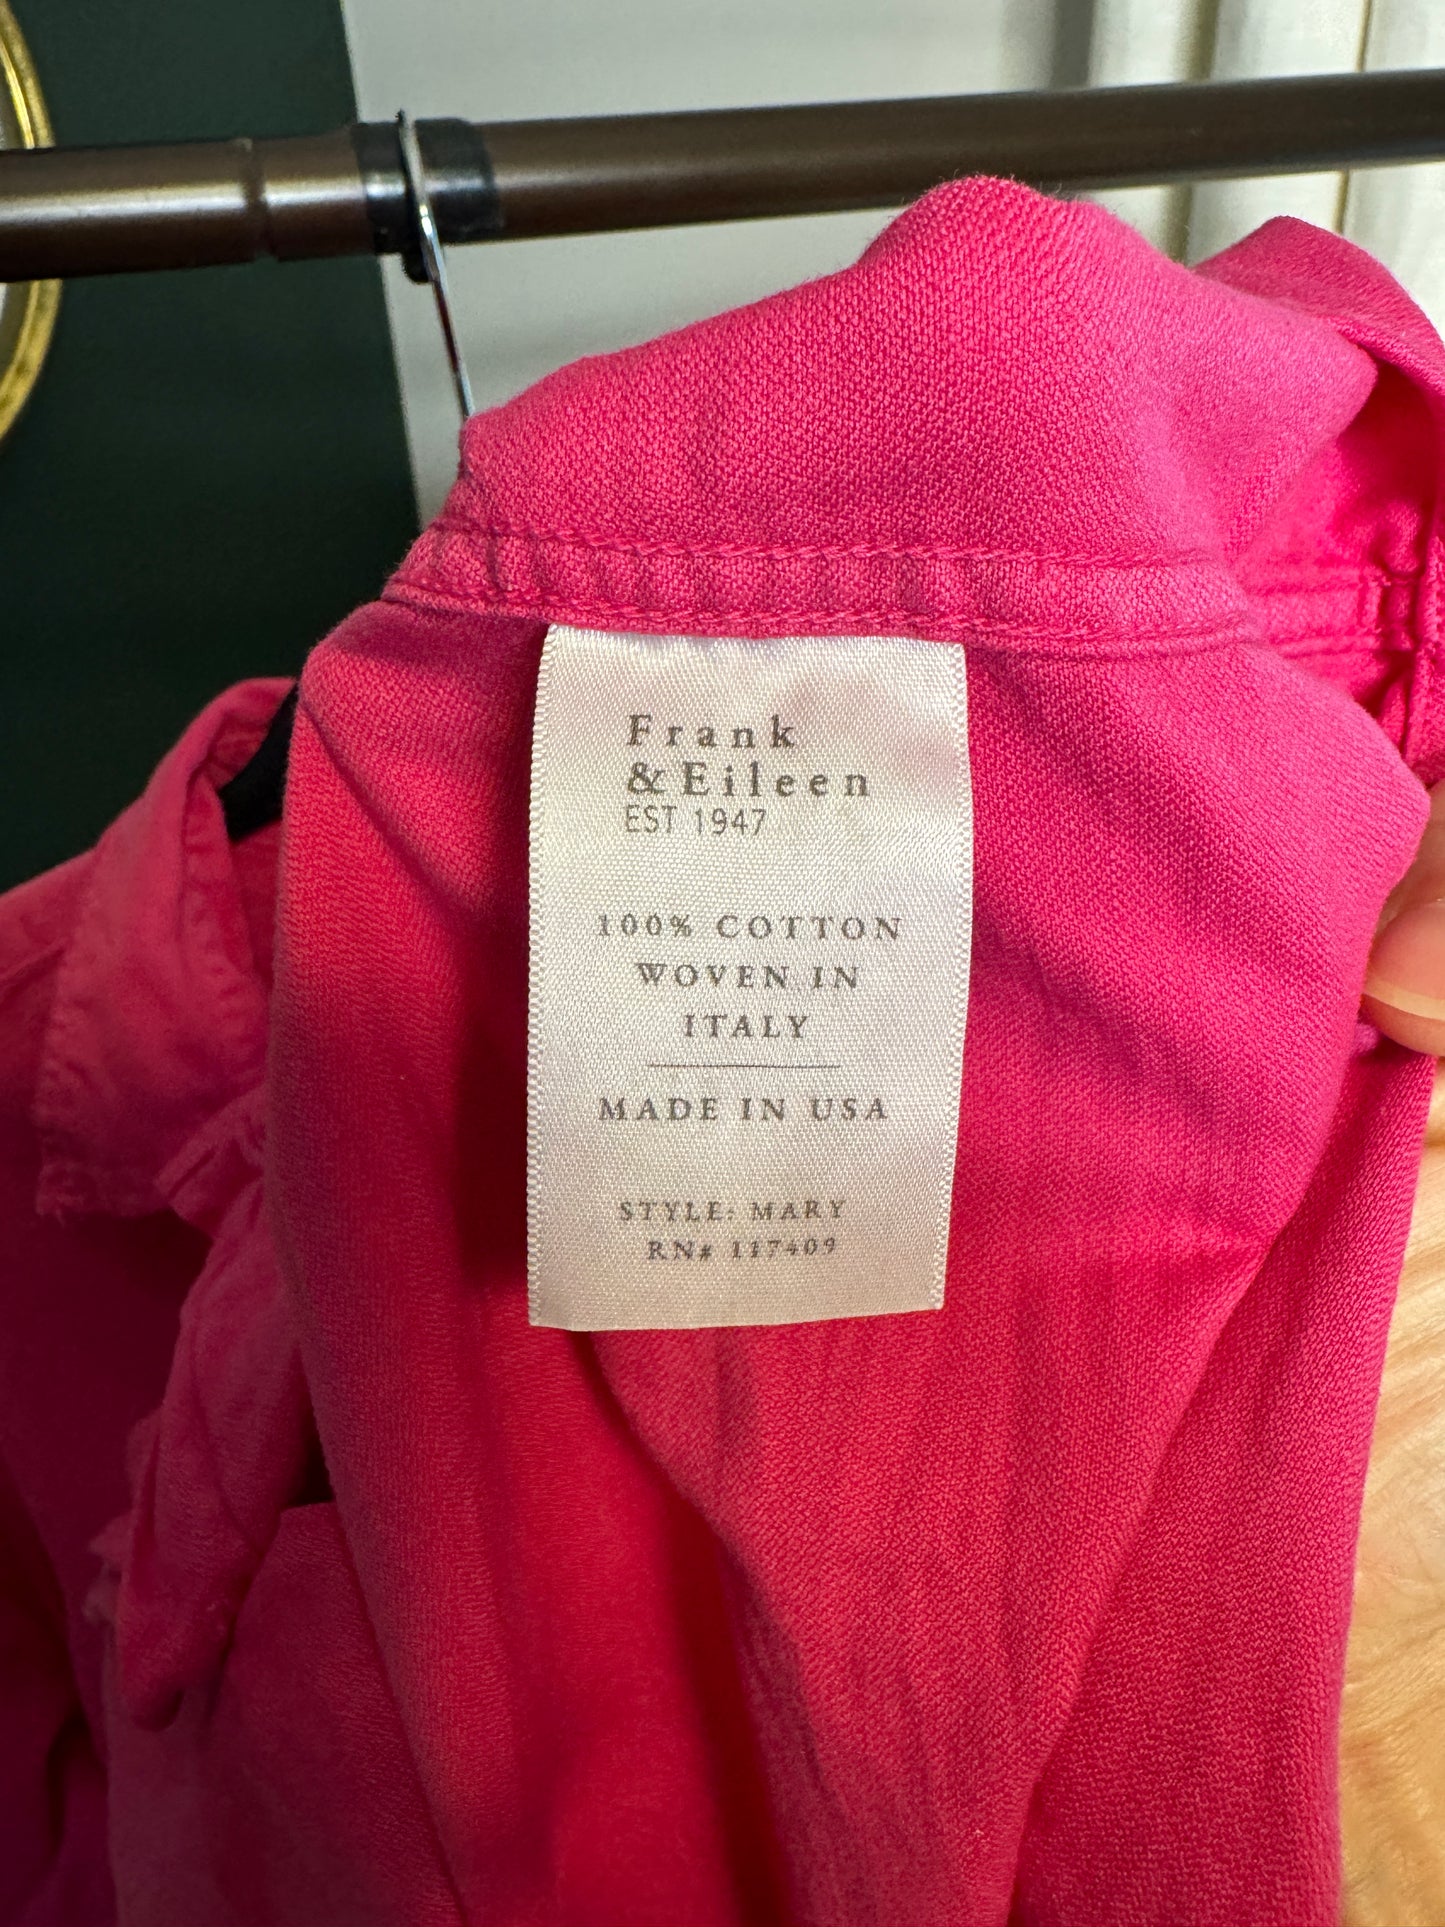 Frank
& Eileen
EST 1947
100% COTTON
WOVEN IN
ITALY
MADE IN USA
STYLE: MARY
RN# 117409